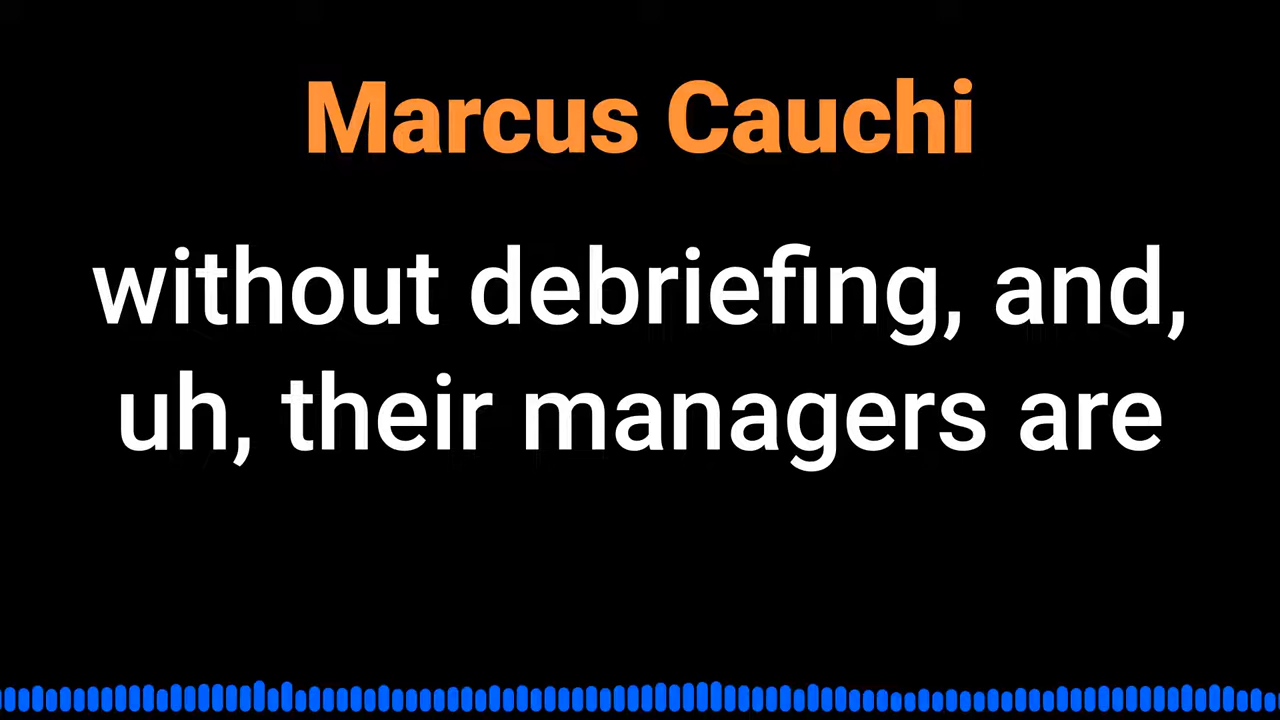 Marcus Cauchi
without debriefing, and,
uh, their managers are